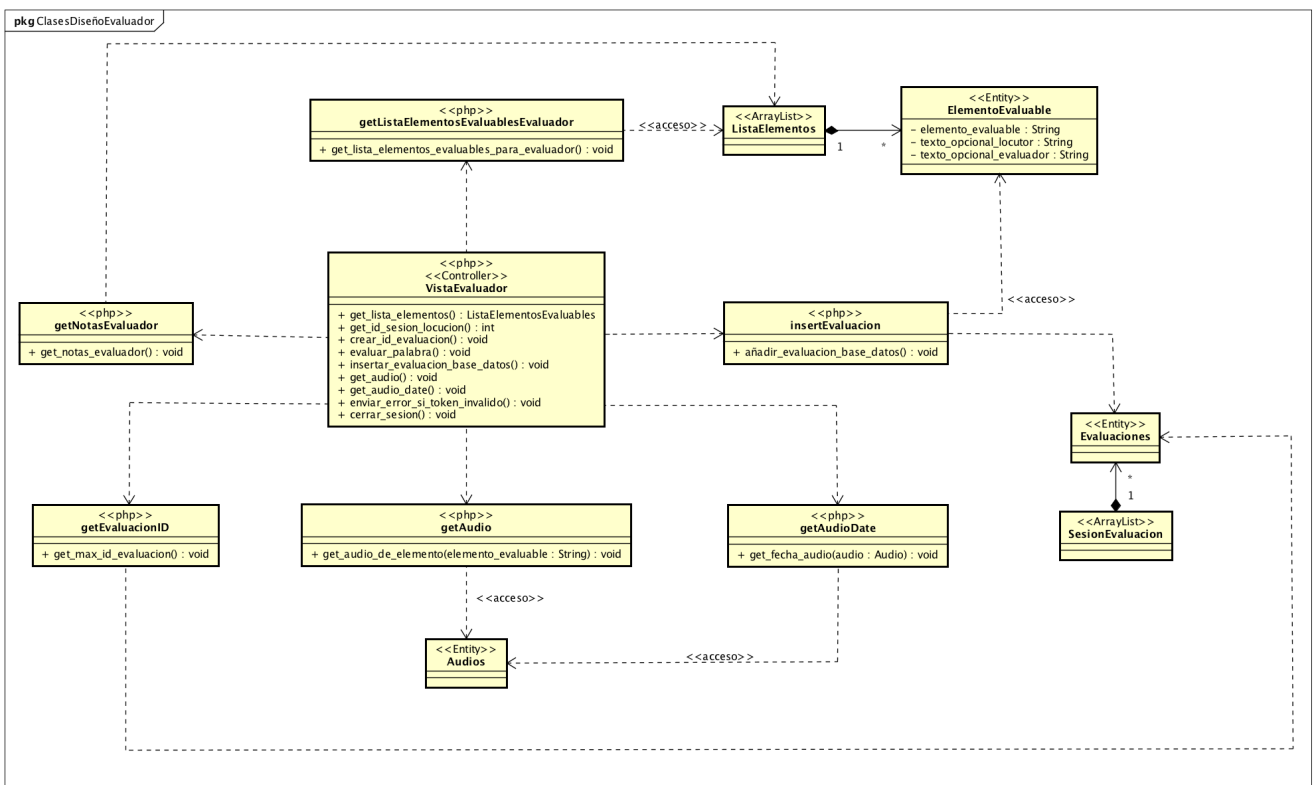 pkg ClasesDiseñoEvaluador
<<php>>
getListaElementosEvaluablesEvaluador
+ get_lista_elementos_evaluables_para_evaluador() : void
<<acceso>>
<<ArrayList>>
ListaElementos
1
*
<<Entity>>
ElementoEvaluable
- elemento_evaluable : String
- texto_opcional_locutor : String
- texto_opcional_evaluador : String
<<php>>
getNotasEvaluador
+ get_notas_evaluador() : void
<<php>>
<<Controller>>
VistaEvaluador
+ get_lista_elementos() : ListaElementosEvaluables
+ get_id_sesion_locucion() : int
+ crear_id_evaluacion() : void
+ evaluar_palabra() : void
+ insertar_evaluacion_base_datos() : void
+ get_audio() : void
+ get_audio_date() : void
+ enviar_error_si_token_invalido() : void
+ cerrar_sesion() : void
<<php>>
insertEvaluacion
+ añadir_evaluacion_base_datos() : void
<<acceso>>
<<Entity>>
Evaluaciones
*
1
<<ArrayList>>
SesionEvaluacion
<<php>>
getEvaluacionID
+ get_max_id_evaluacion() : void
<<php>>
getAudio
+ get_audio_de_elemento(elemento_evaluable : String) : void
<<php>>
getAudioDate
+ get_fecha_audio(audio : Audio) : void
<<acceso>>
<<Entity>>
Audios
<<acceso>>